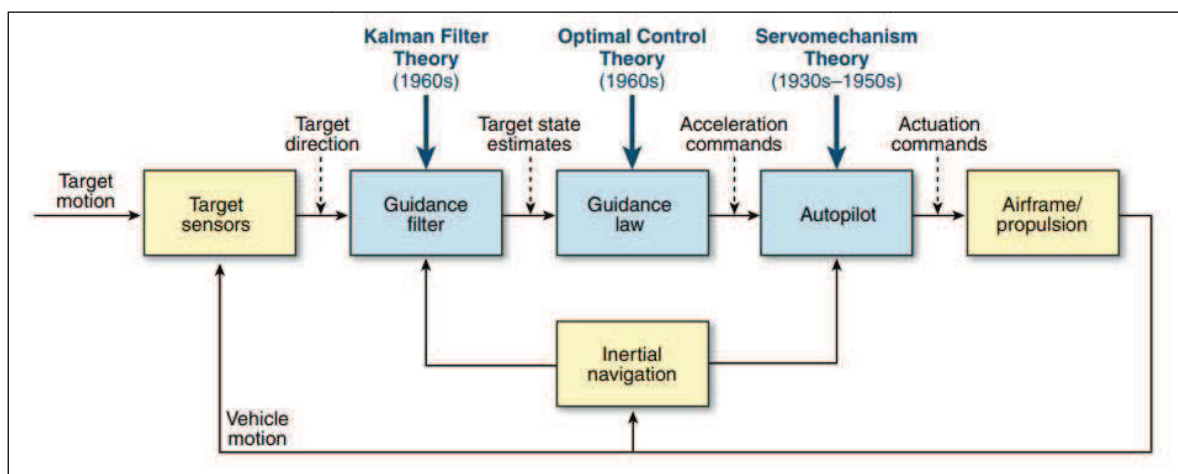 Kalman Filter
Theory
(1960s)
Optimal Control
Theory
(1960s)
Servomechanism
Theory
(1930s–1950s)
Target
direction
Target state
estimates
Acceleration
commands
Actuation
commands
Target
motion
Target
sensors
Guidance
filter
Guidance
law
Autopilot
Airframe/
propulsion
Inertial
navigation
Vehicle
motion